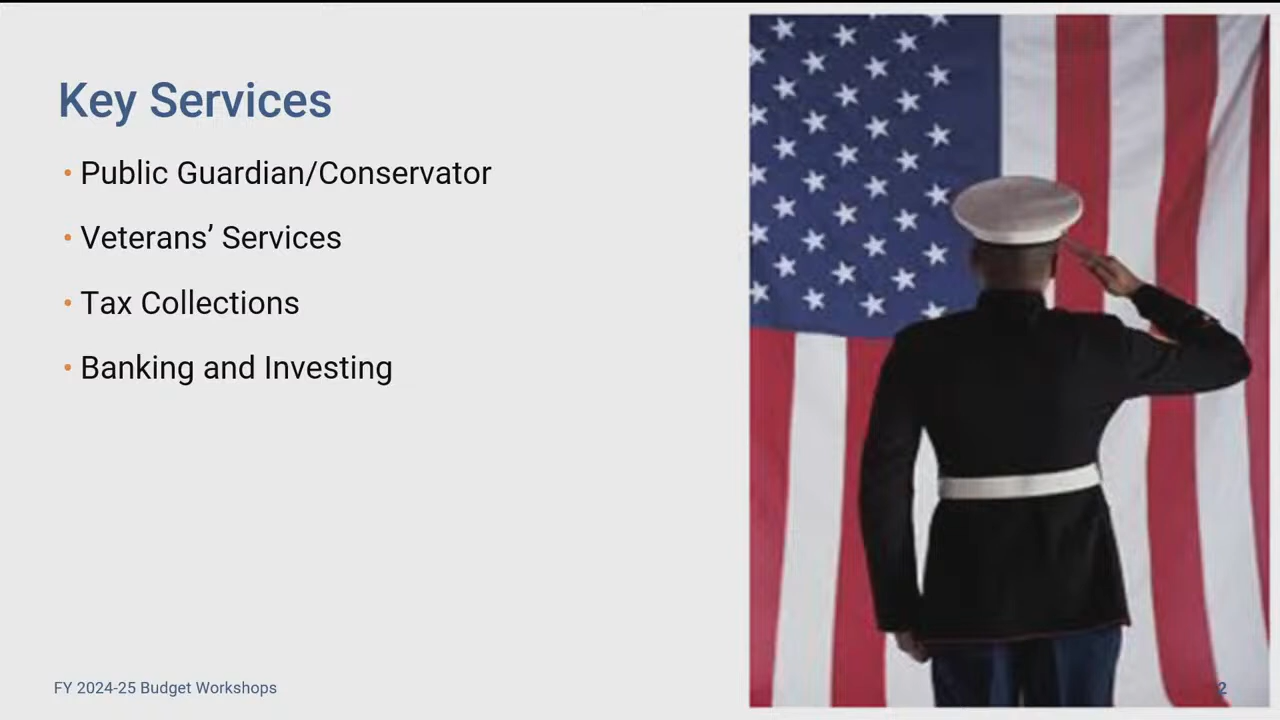 Key Services
• Public Guardian/Conservator
• Veterans’ Services
• Tax Collections
• Banking and Investing
FY 2024-25 Budget Workshops
2